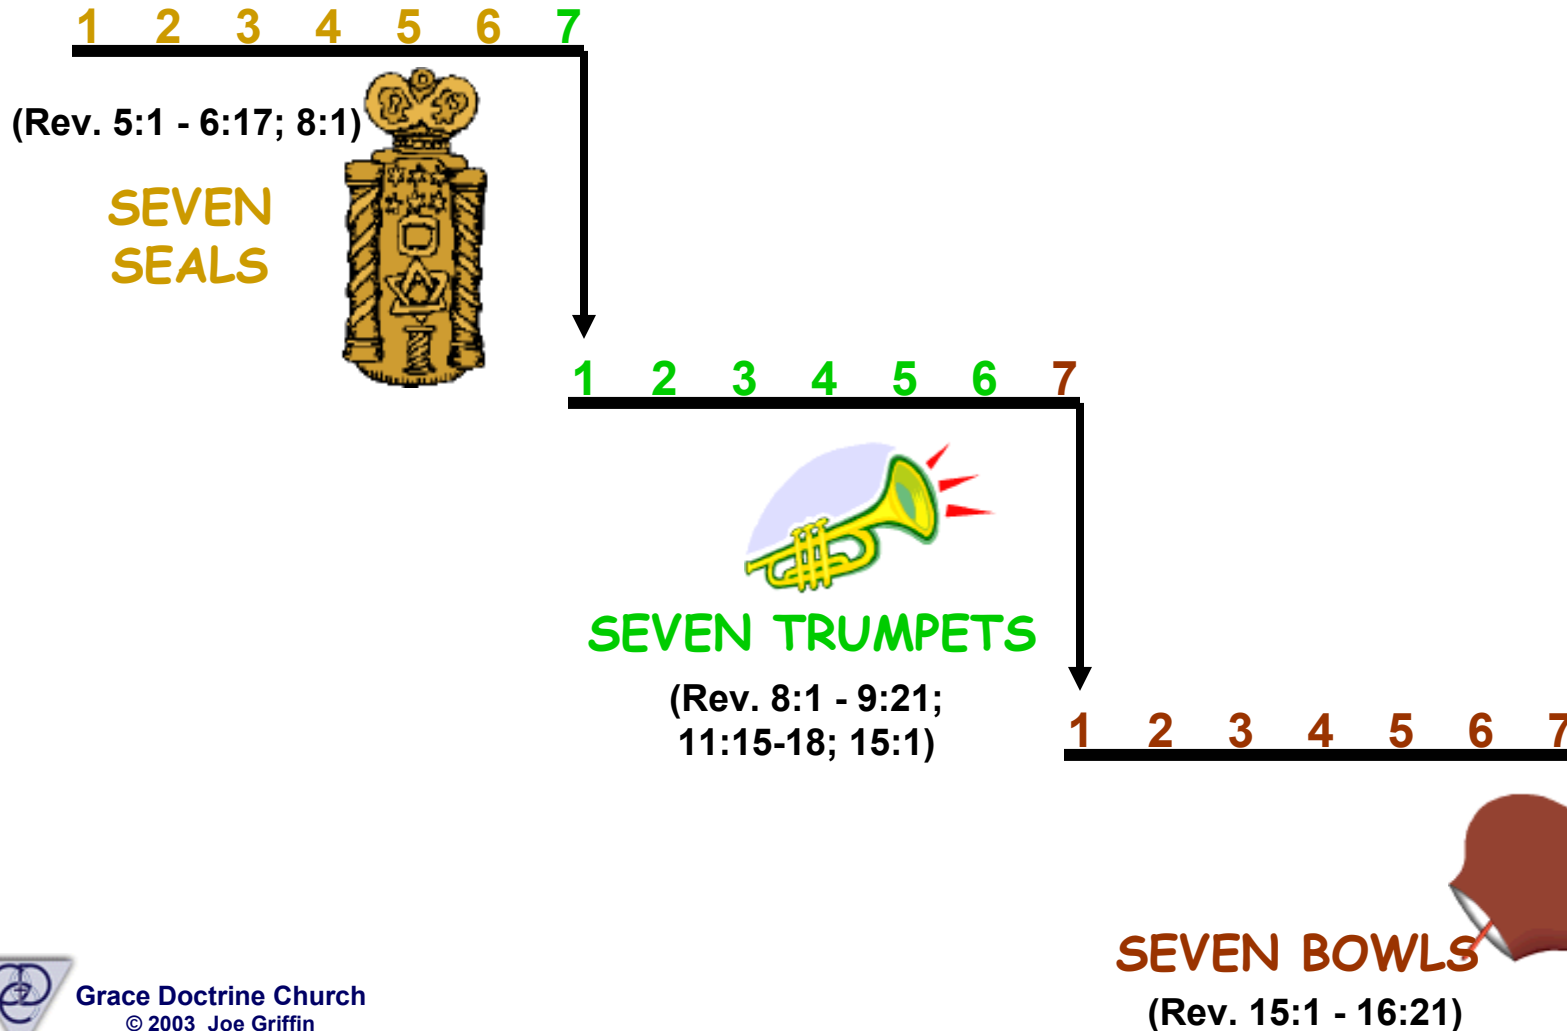 1 2 3 4 5 6 7
(Rev. 5:1 - 6:17; 8:1)
SEVEN
SEALS
1 2 3 4 5 6 7
SEVEN TRUMPETS
(Rev. 8:1 - 9:21;
11:15-18; 15:1)
1 2 3 4 5 6 7
SEVEN BOWLS
(Rev. 15:1 - 16:21)
Grace Doctrine Church
© 2003 Joe Griffin